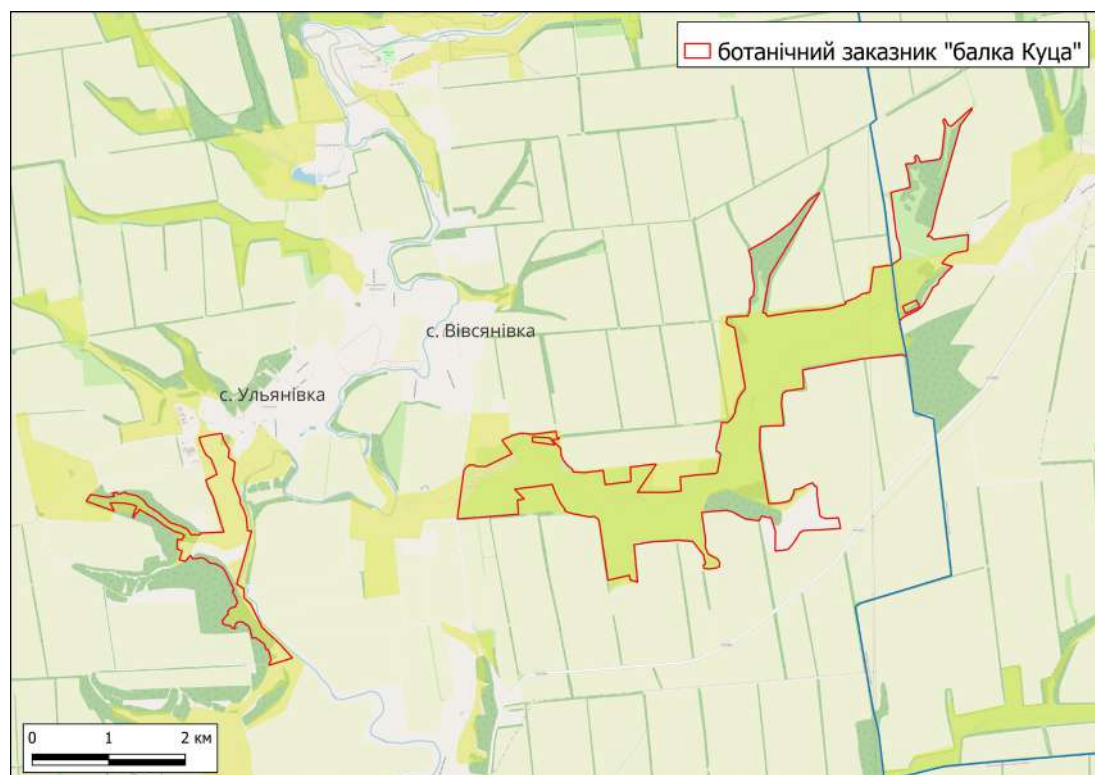 ботанічний заказник "балка Куца"
с. Вівсянівка
с. Ульянівка
0 1 2 км